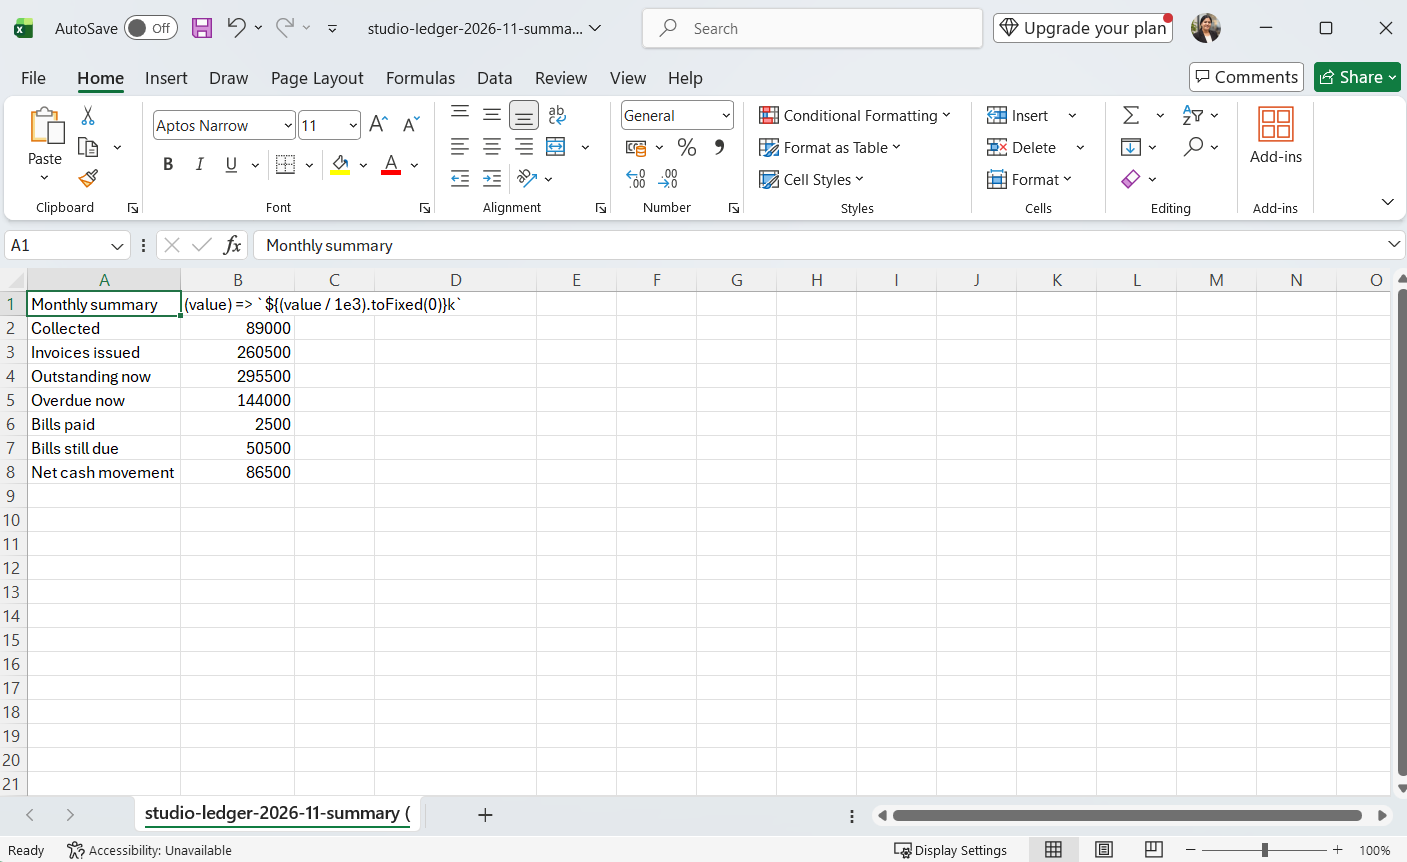 AutoSave Off studio-ledger-2026-11-summa... Search Upgrade your plan
File Home Insert Draw Page Layout Formulas Data Review View Help Comments Share
Paste
Clipboard
Aptos Narrow 11
B I U
Font
Alignment
General
Number
Conditional Formatting
Format as Table
Cell Styles
Styles
Insert
Delete
Format
Cells
Editing
Add-ins
Add-ins
A1 fx Monthly summary
A B C D E F G H I J K L M N O
1 Monthly summary (value) => `${(value / 1e3).toFixed(0)}k`
2 Collected 89000
3 Invoices issued 260500
4 Outstanding now 295500
5 Overdue now 144000
6 Bills paid 2500
7 Bills still due 50500
8 Net cash movement 86500
9
10
11
12
13
14
15
16
17
18
19
20
21
studio-ledger-2026-11-summary (
Ready Accessibility: Unavailable Display Settings 100%